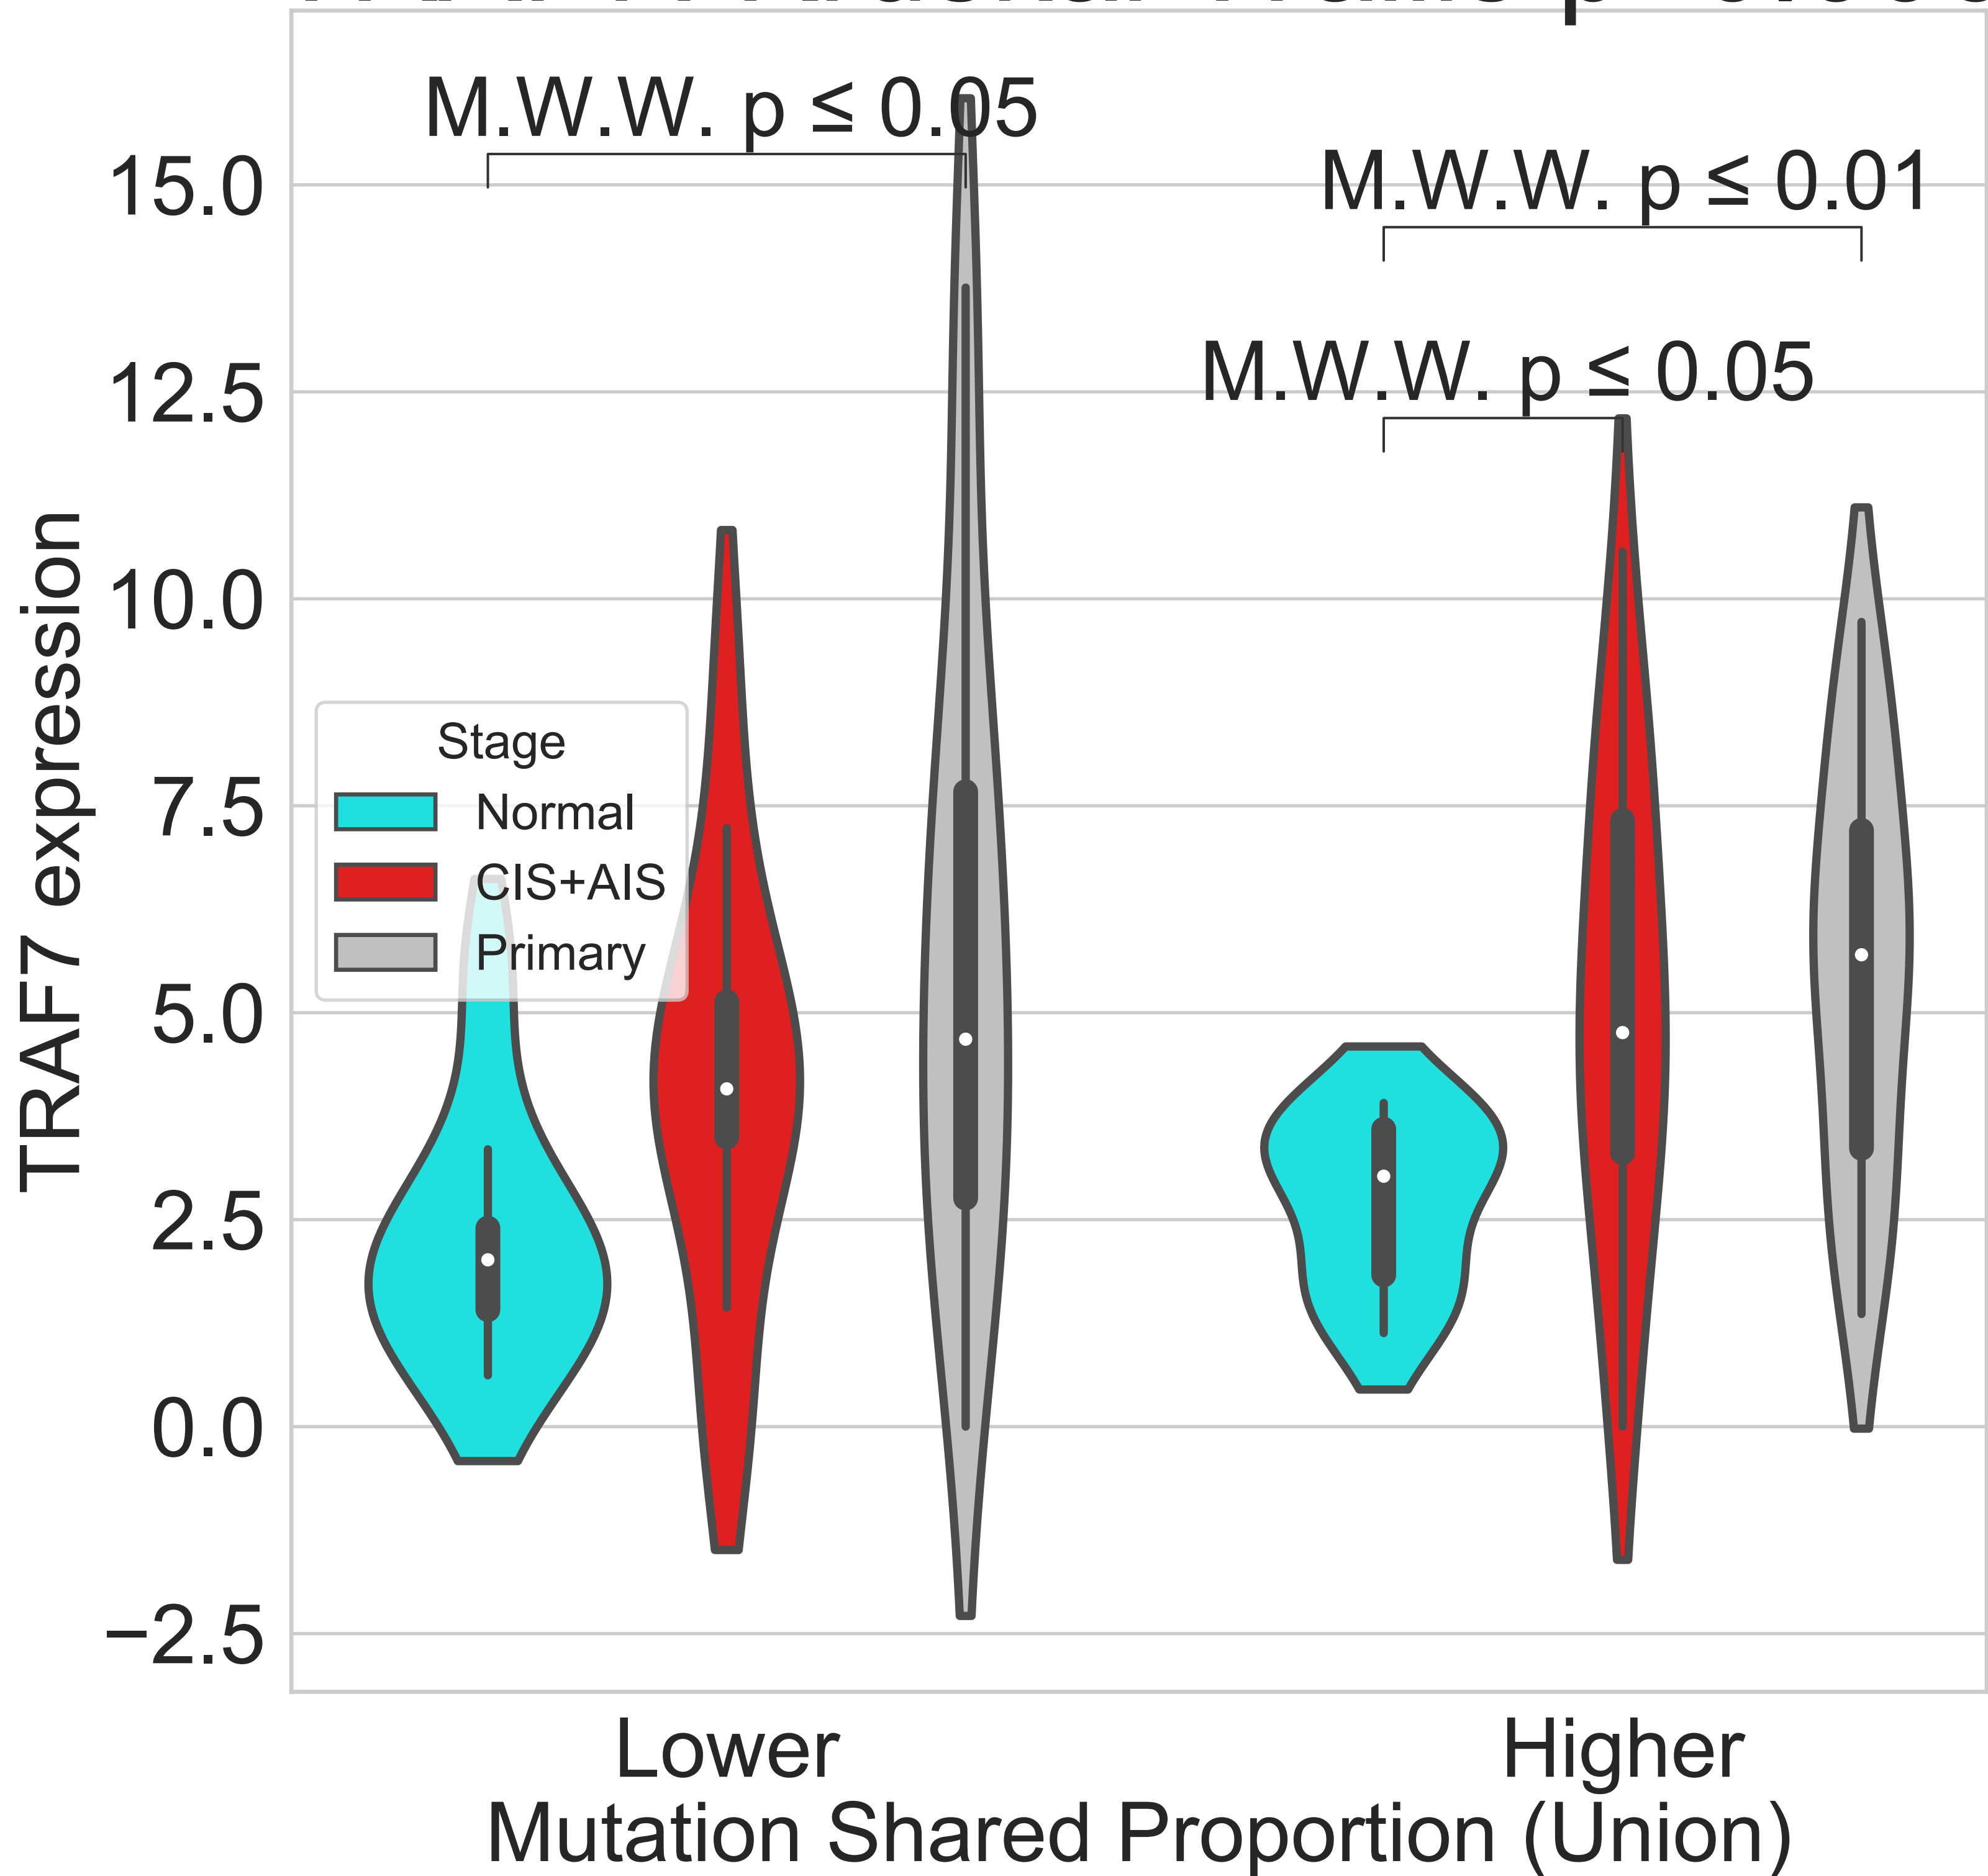 M.W.W. p ≤ 0.05
M.W.W. p ≤ 0.01
M.W.W. p ≤ 0.05
15.0
12.5
10.0
7.5
5.0
2.5
0.0
−2.5
TRAF7 expression
Stage
Normal
CIS+AIS
Primary
Lower
Higher
Mutation Shared Proportion (Union)